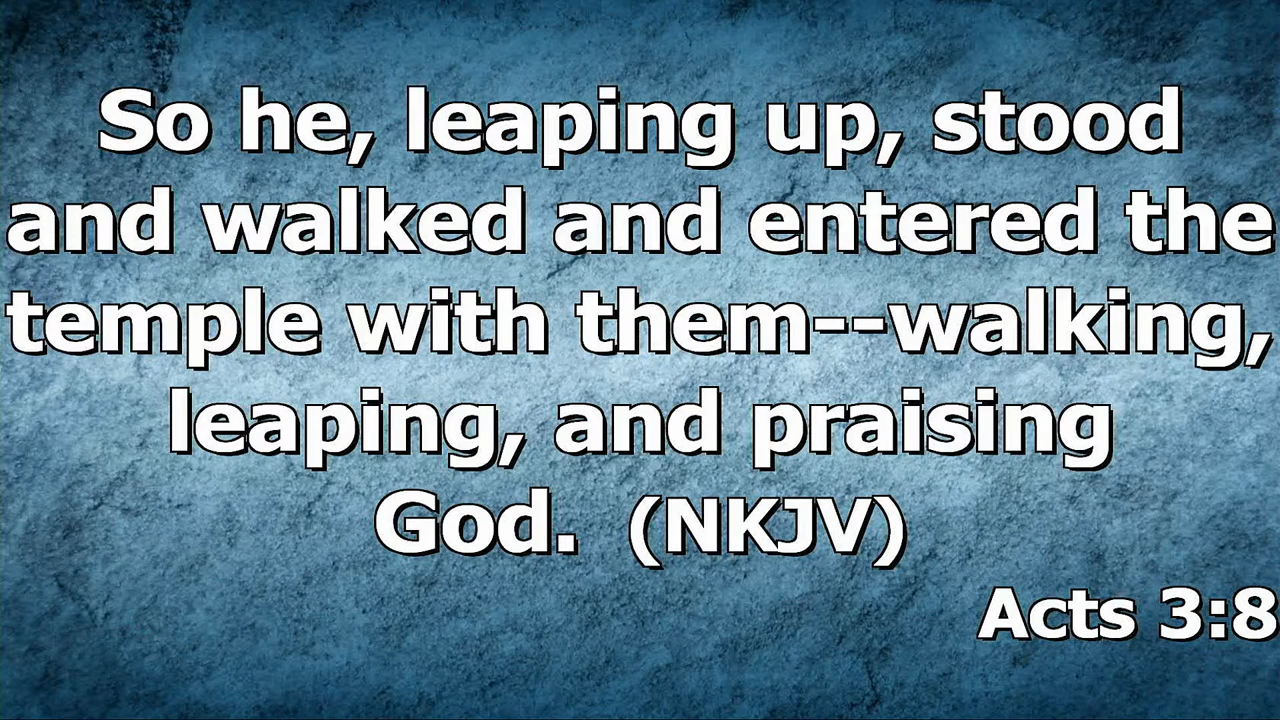 So he, leaping up, stood
and walked and entered the
temple with them--walking,
leaping, and praising
God.  (NKJV)
Acts 3:8